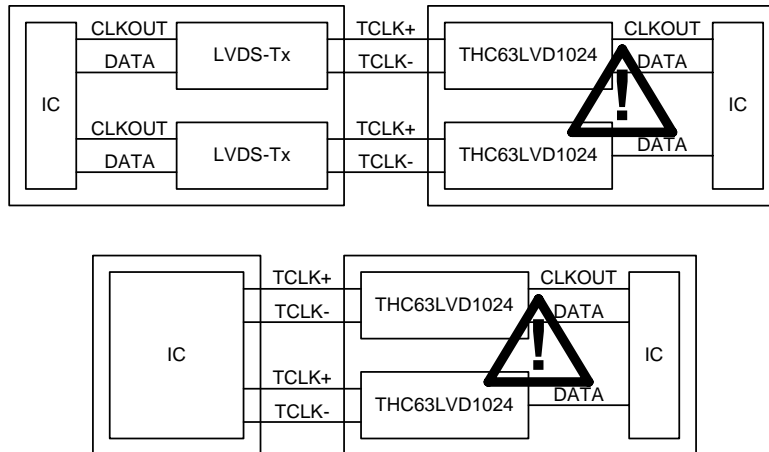 CLKOUT TCLK+ CLKOUT
LVDS-Tx THC63LVD1024
DATA TCLK- DATA
IC IC
!
CLKOUT TCLK+
LVDS-Tx THC63LVD1024 DATA
DATA TCLK-
TCLK+ CLKOUT
THC63LVD1024
TCLK- DATA
IC IC
!
TCLK+
THC63LVD1024 DATA
TCLK-